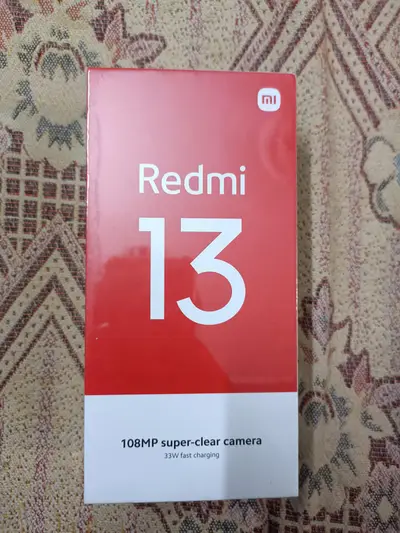 mi
Redmi
13
108MP super-clear camera
33W fast charging